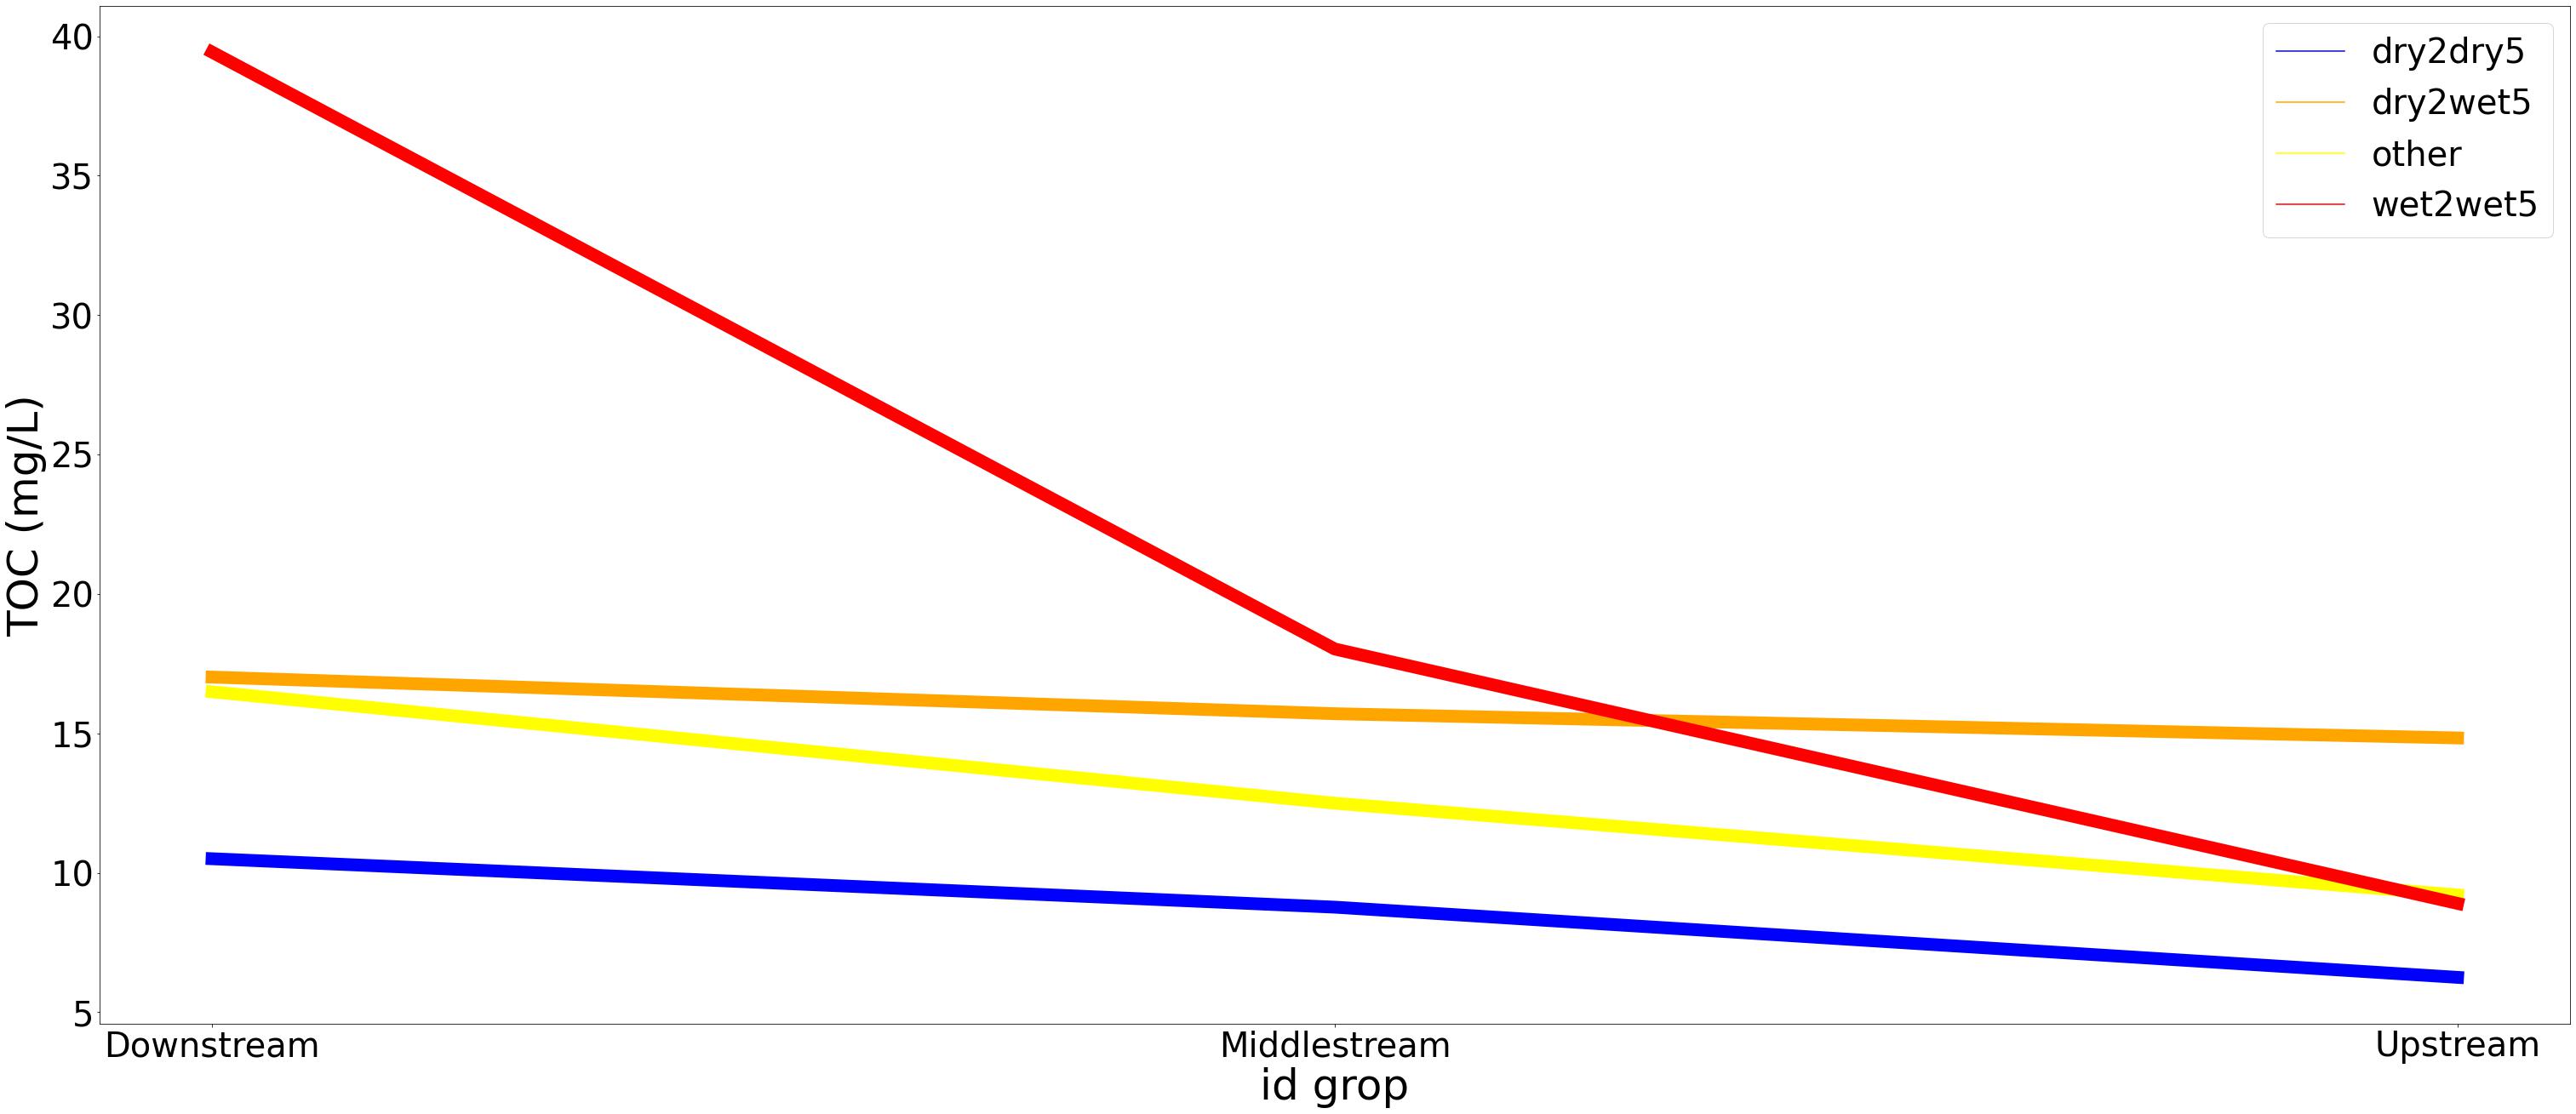 40
35
30
25
20
15
10
5
TOC (mg/L)
Downstream
Middlestream
Upstream
id grop
dry2dry5
dry2wet5
other
wet2wet5